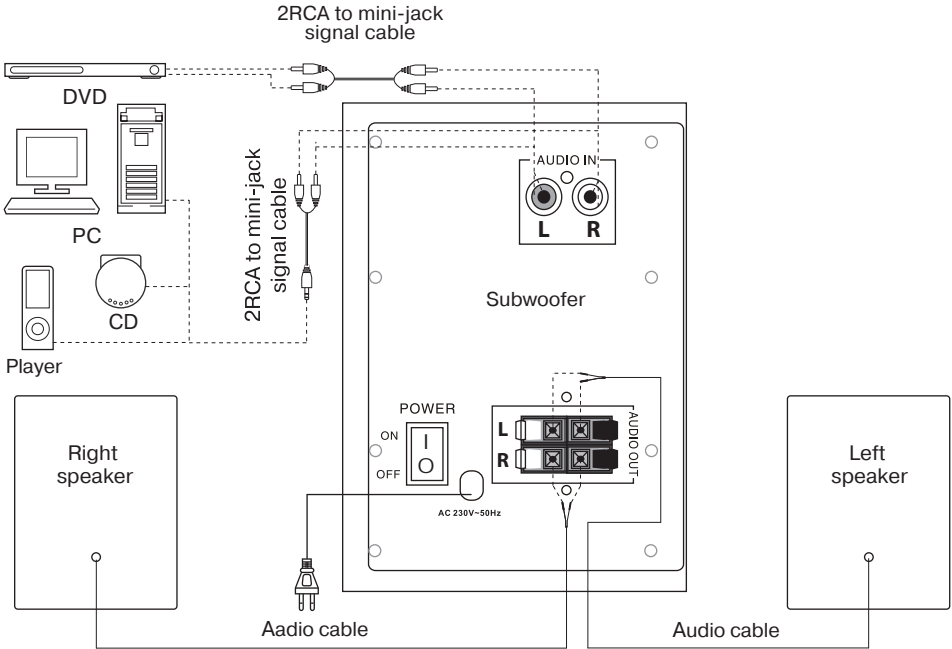 2RCA to mini-jack
signal cable
DVD
PC
2RCA to mini-jack
signal cable
CD
Player
AUDIO IN
L R
Subwoofer
POWER
ON
OFF
I
O
AC 230V~50Hz
L
R
AUDIO OUT
Right
speaker
Left
speaker
Aadio cable
Audio cable